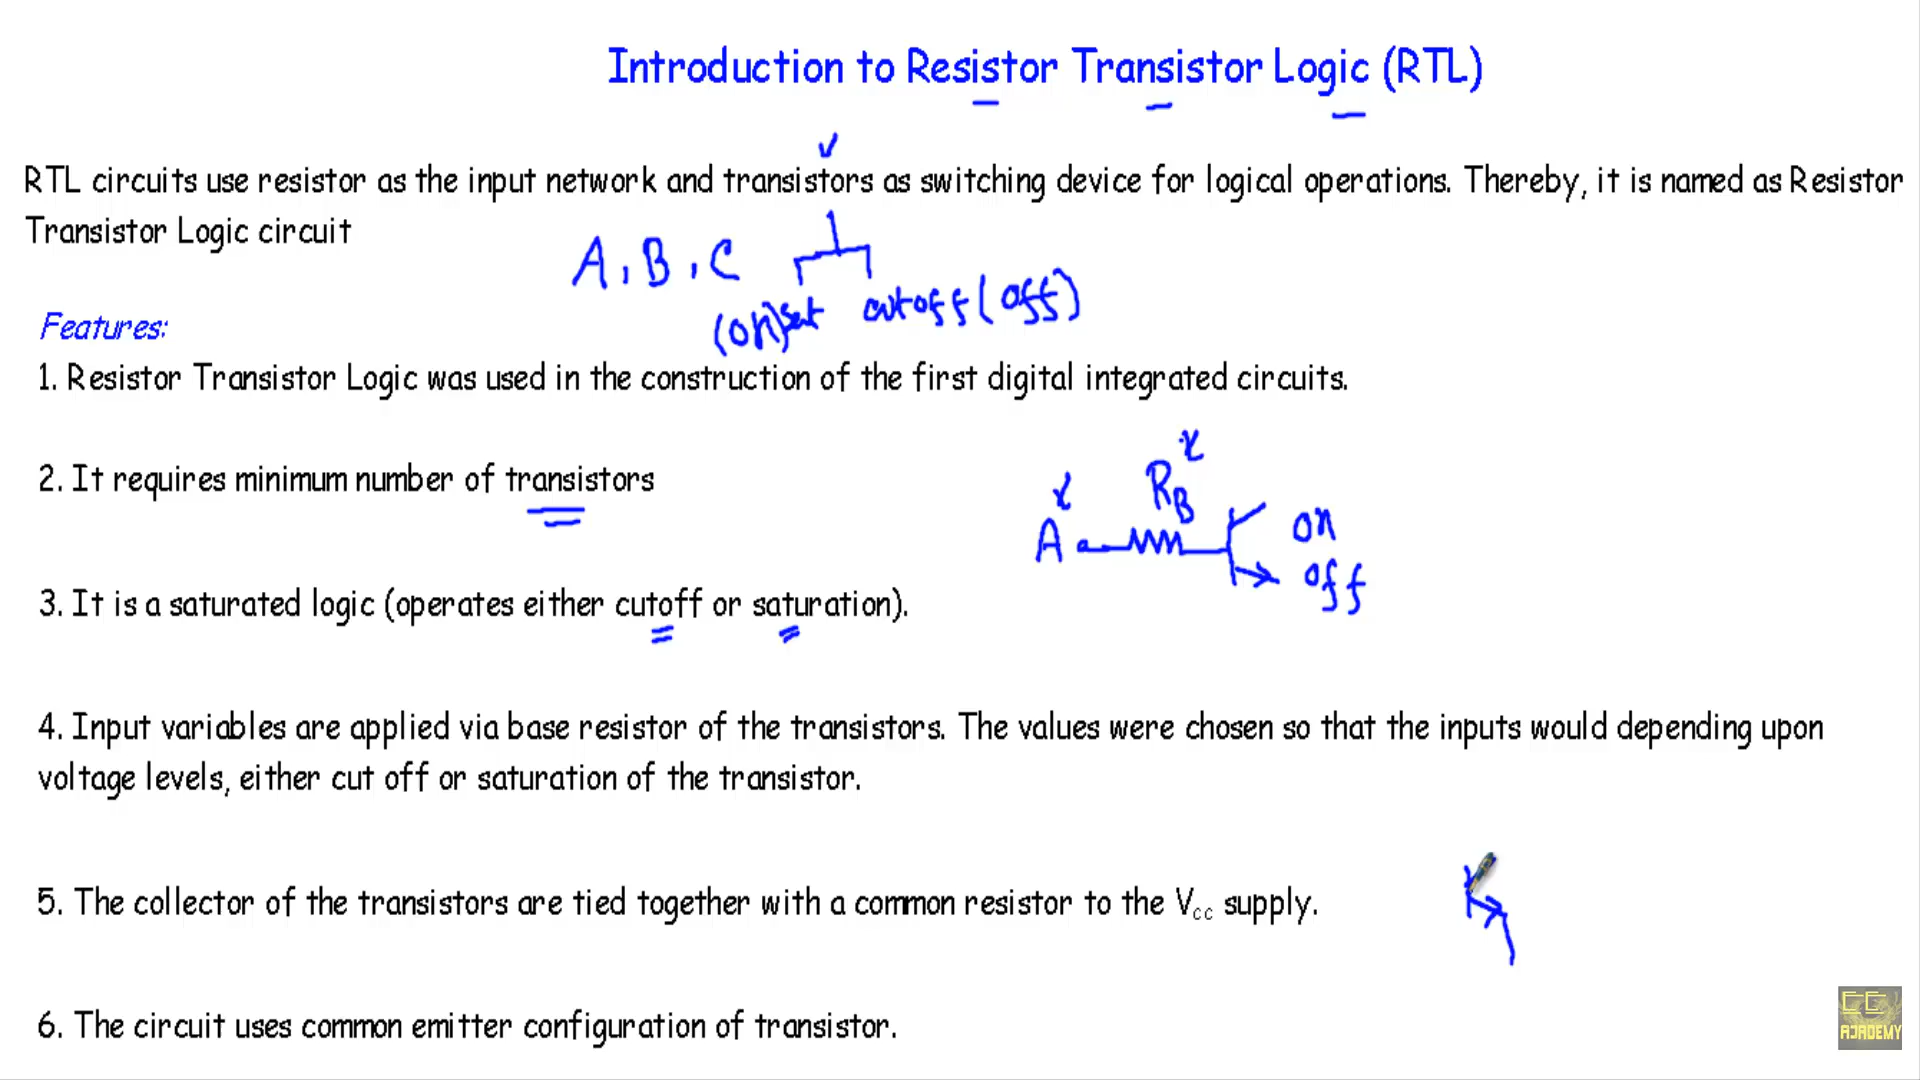 Introduction to Resistor Transistor Logic (RTL)
RTL circuits use resistor as the input network and transistors as switching device for logical operations. Thereby, it is named as Resistor
Transistor Logic circuit
A, B, C
(on) sat cutoff (off)
Features:
1. Resistor Transistor Logic was used in the construction of the first digital integrated circuits.
2. It requires minimum number of transistors
A RB on
off
3. It is a saturated logic (operates either cutoff or saturation).
4. Input variables are applied via base resistor of the transistors. The values were chosen so that the inputs would depending upon
voltage levels, either cut off or saturation of the transistor.
5. The collector of the transistors are tied together with a common resistor to the Vcc supply.
6. The circuit uses common emitter configuration of transistor.
EE
ACADEMY